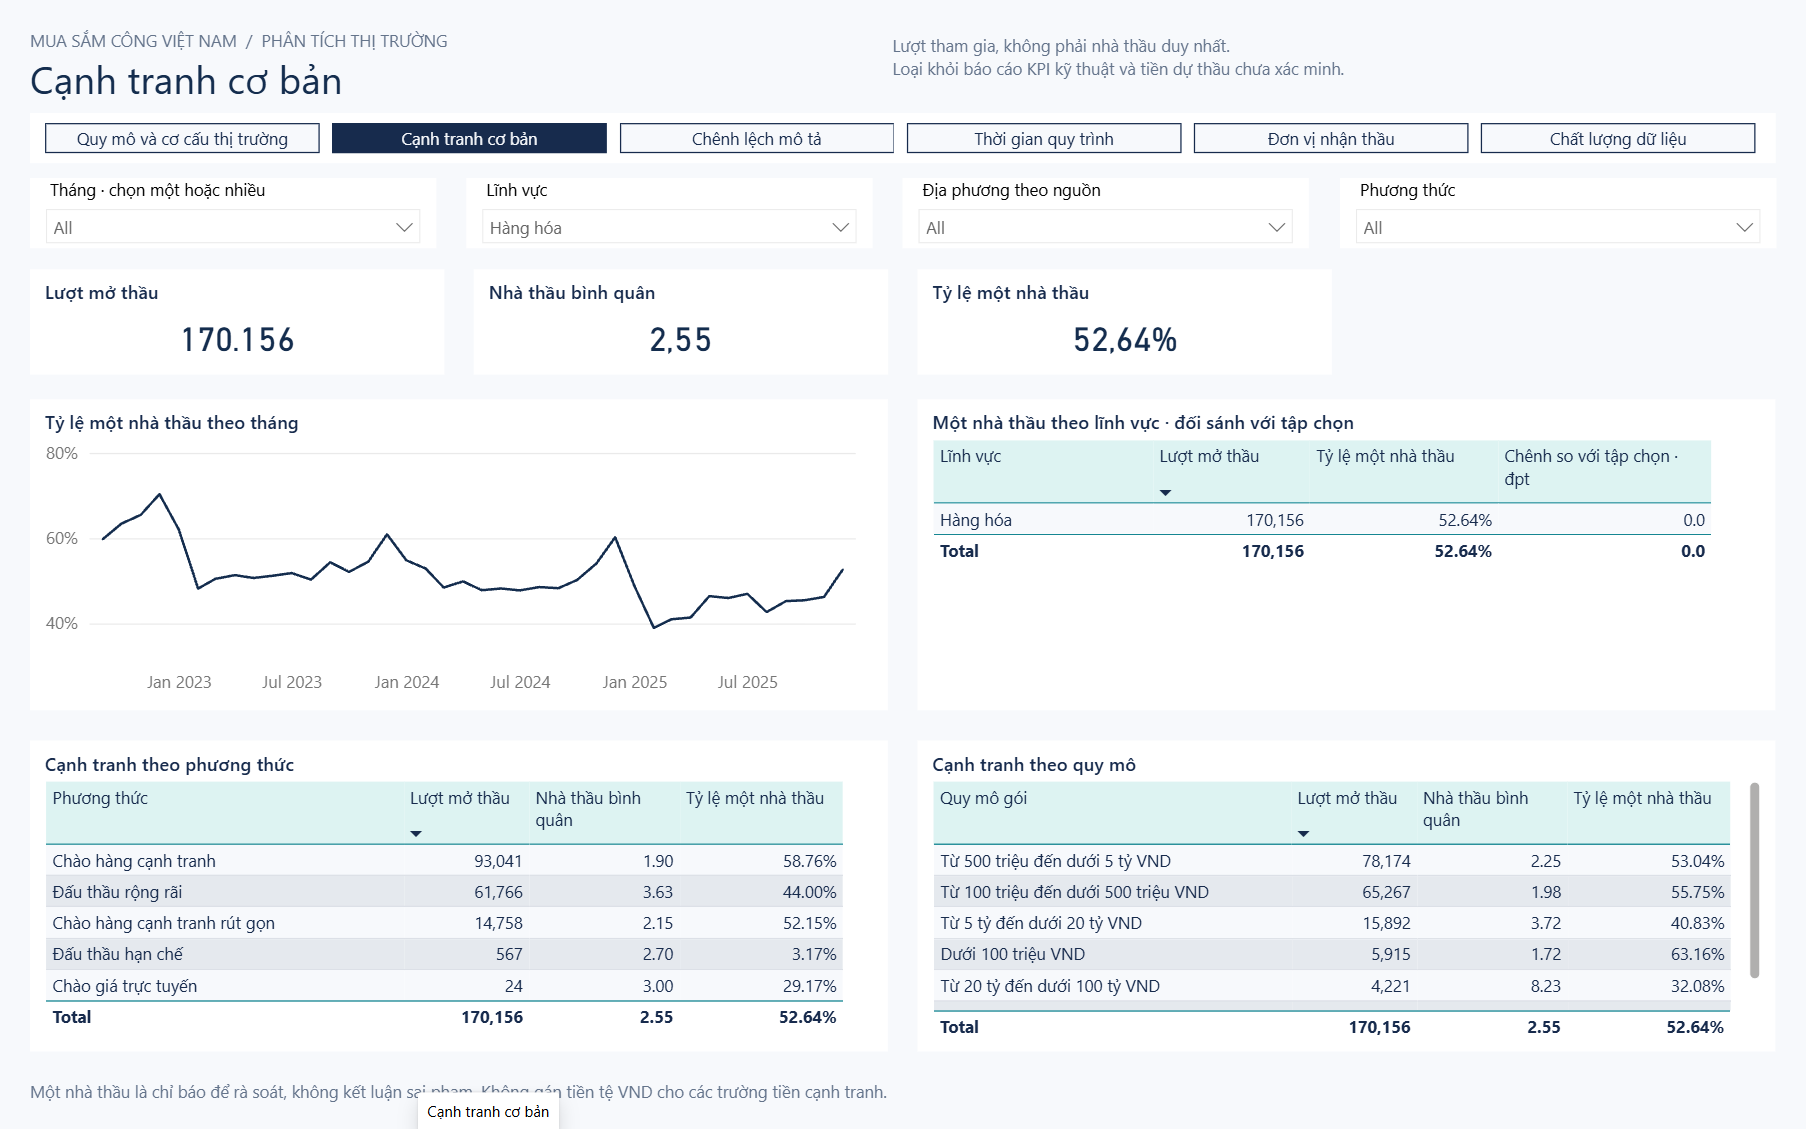 MUA SẮM CÔNG VIỆT NAM / PHÂN TÍCH THỊ TRƯỜNG
Cạnh tranh cơ bản
Lượt tham gia, không phải nhà thầu duy nhất.
Loại khỏi báo cáo KPI kỹ thuật và tiền dự thầu chưa xác minh.
Quy mô và cơ cấu thị trường
Cạnh tranh cơ bản
Chênh lệch mô tả
Thời gian quy trình
Đơn vị nhận thầu
Chất lượng dữ liệu
Tháng · chọn một hoặc nhiều
All
Lĩnh vực
Hàng hóa
Địa phương theo nguồn
All
Phương thức
All
Lượt mở thầu
170.156
Nhà thầu bình quân
2,55
Tỷ lệ một nhà thầu
52,64%
Tỷ lệ một nhà thầu theo tháng
80%
60%
40%
Jan 2023 Jul 2023 Jan 2024 Jul 2024 Jan 2025 Jul 2025
Một nhà thầu theo lĩnh vực · đối sánh với tập chọn
Lĩnh vực Lượt mở thầu Tỷ lệ một nhà thầu Chênh so với tập chọn ·
đpt
Hàng hóa 170,156 52.64% 0.0
Total 170,156 52.64% 0.0
Cạnh tranh theo phương thức
Phương thức Lượt mở thầu Nhà thầu bình Tỷ lệ một nhà thầu
quân
Chào hàng cạnh tranh 93,041 1.90 58.76%
Đấu thầu rộng rãi 61,766 3.63 44.00%
Chào hàng cạnh tranh rút gọn 14,758 2.15 52.15%
Đấu thầu hạn chế 567 2.70 3.17%
Chào giá trực tuyến 24 3.00 29.17%
Total 170,156 2.55 52.64%
Cạnh tranh theo quy mô
Quy mô gói Lượt mở thầu Nhà thầu bình Tỷ lệ một nhà thầu
quân
Từ 500 triệu đến dưới 5 tỷ VND 78,174 2.25 53.04%
Từ 100 triệu đến dưới 500 triệu VND 65,267 1.98 55.75%
Từ 5 tỷ đến dưới 20 tỷ VND 15,892 3.72 40.83%
Dưới 100 triệu VND 5,915 1.72 63.16%
Từ 20 tỷ đến dưới 100 tỷ VND 4,221 8.23 32.08%
Total 170,156 2.55 52.64%
Một nhà thầu là chỉ báo để rà soát, không kết luận sai phạm. Không gán tiền tệ VND cho các trường tiền cạnh tranh.
Cạnh tranh cơ bản